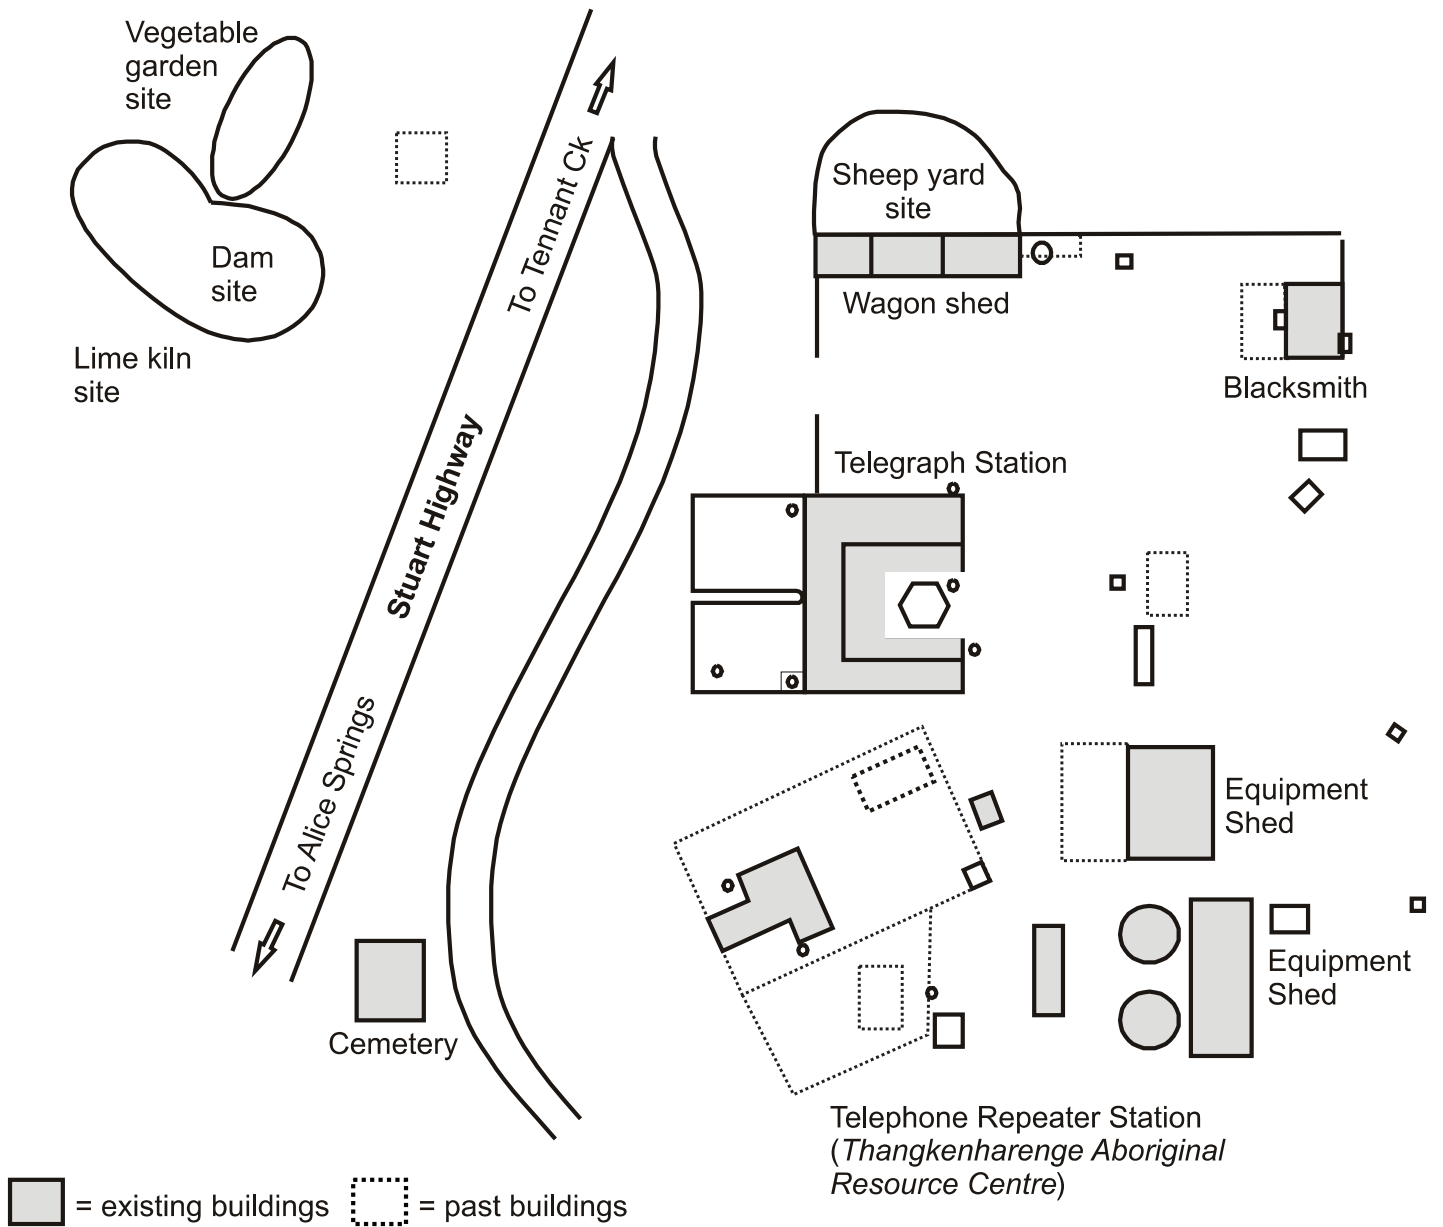 Vegetable
garden
site
Sheep yard
site
To Tennant Ck
Dam
site
Wagon shed
Lime kiln
site
Blacksmith
Stuart Highway
Telegraph Station
To Alice Springs
Equipment
Shed
Equipment
Shed
Cemetery
Telephone Repeater Station
(Thangkenharenge Aboriginal
Resource Centre)
= existing buildings
= past buildings